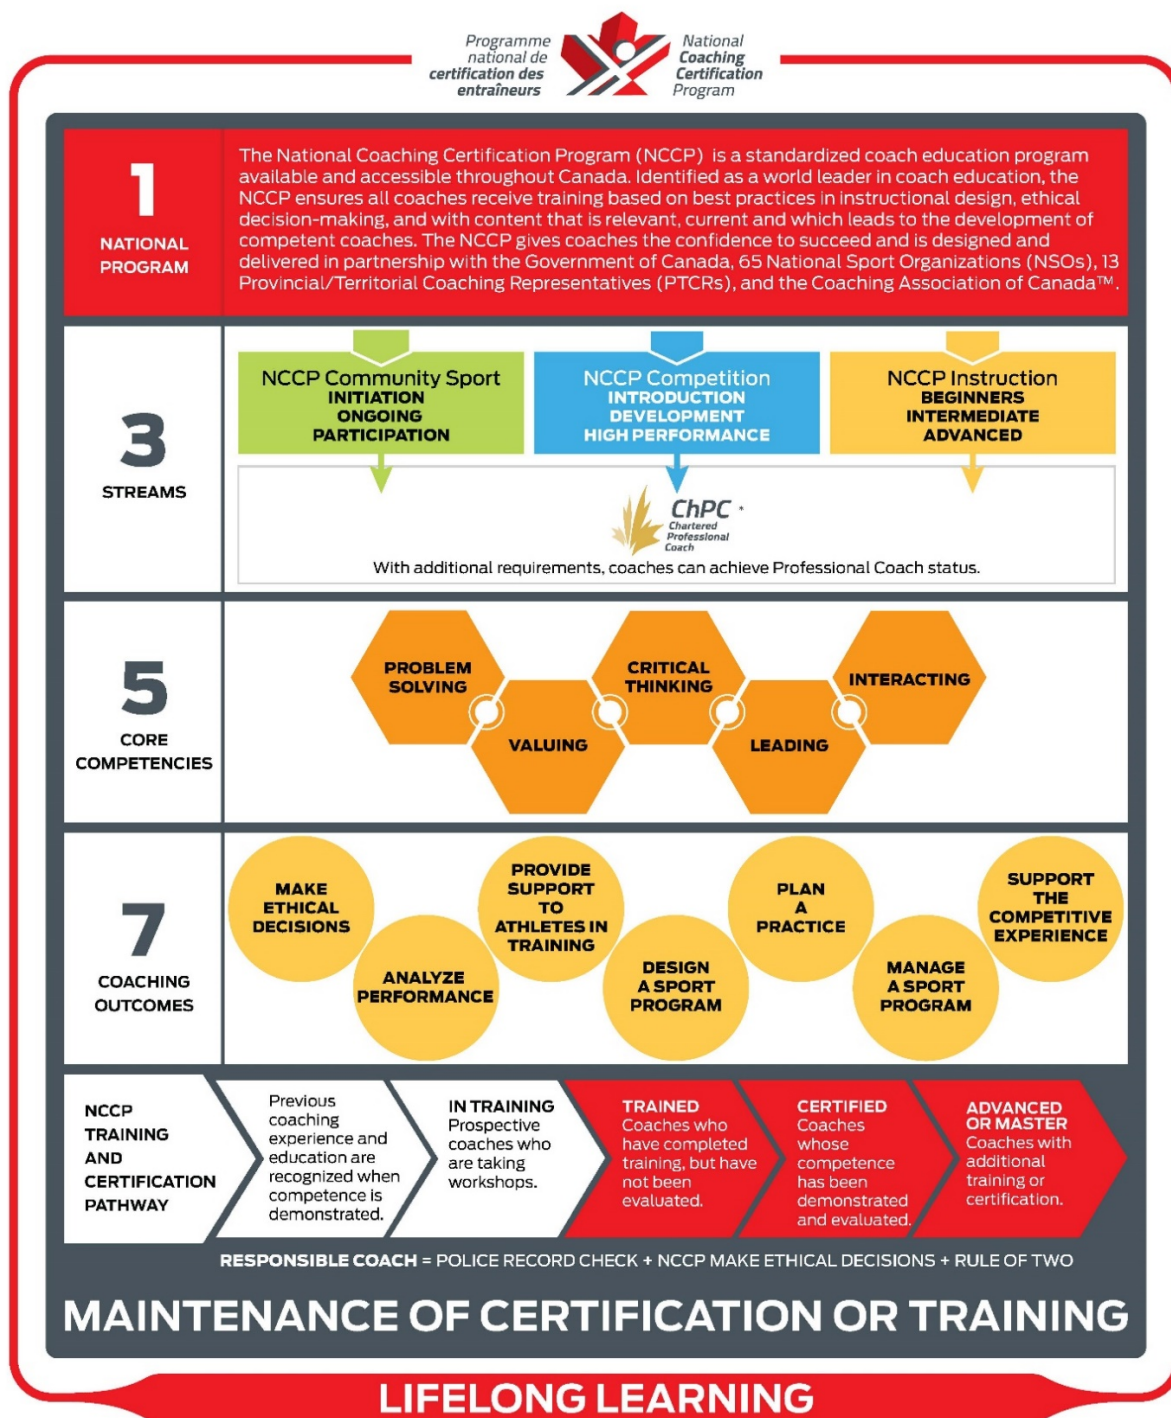 Programme
national de
certification des
entraîneurs
National
Coaching
Certification
Program
1
NATIONAL
PROGRAM
The National Coaching Certification Program (NCCP) is a standardized coach education program
available and accessible throughout Canada. Identified as a world leader in coach education, the
NCCP ensures all coaches receive training based on best practices in instructional design, ethical
decision-making, and with content that is relevant, current and which leads to the development of
competent coaches. The NCCP gives coaches the confidence to succeed and is designed and
delivered in partnership with the Government of Canada, 65 National Sport Organizations (NSOs), 13
Provincial/Territorial Coaching Representatives (PTCRs), and the Coaching Association of Canada™.
3
STREAMS
NCCP Community Sport
INITIATION
ONGOING
PARTICIPATION
NCCP Competition
INTRODUCTION
DEVELOPMENT
HIGH PERFORMANCE
NCCP Instruction
BEGINNERS
INTERMEDIATE
ADVANCED
ChPC *
Chartered
Professional
Coach
With additional requirements, coaches can achieve Professional Coach status.
5
CORE
COMPETENCIES
PROBLEM
SOLVING
VALUING
CRITICAL
THINKING
LEADING
INTERACTING
7
COACHING
OUTCOMES
MAKE
ETHICAL
DECISIONS
ANALYZE
PERFORMANCE
PROVIDE
SUPPORT
TO
ATHLETES IN
TRAINING
DESIGN
A SPORT
PROGRAM
PLAN
A
PRACTICE
MANAGE
A SPORT
PROGRAM
SUPPORT
THE
COMPETITIVE
EXPERIENCE
NCCP
TRAINING
AND
CERTIFICATION
PATHWAY
Previous
coaching
experience and
education are
recognized when
competence is
demonstrated.
IN TRAINING
Prospective
coaches who
are taking
workshops.
TRAINED
Coaches who
have completed
training, but have
not been
evaluated.
CERTIFIED
Coaches
whose
competence
has been
demonstrated
and evaluated.
ADVANCED
OR MASTER
Coaches with
additional
training or
certification.
RESPONSIBLE COACH = POLICE RECORD CHECK + NCCP MAKE ETHICAL DECISIONS + RULE OF TWO
MAINTENANCE OF CERTIFICATION OR TRAINING
LIFELONG LEARNING